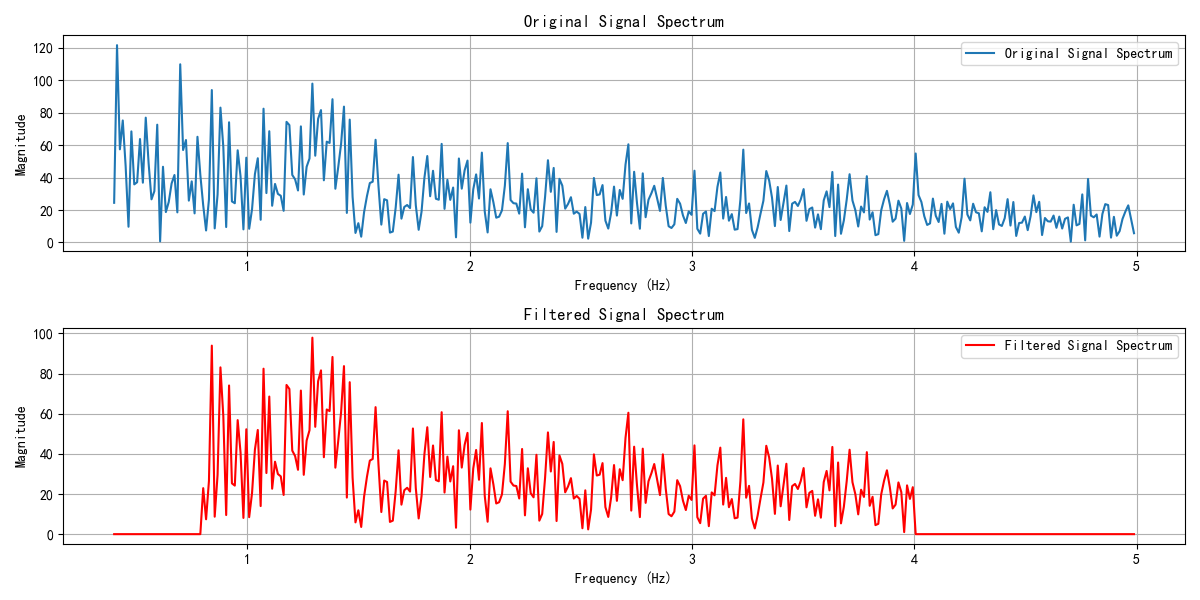 Original Signal Spectrum
120
100
80
60
40
20
0
Magnitude
Original Signal Spectrum
1
2
3
4
5
Frequency (Hz)
Filtered Signal Spectrum
100
80
60
40
20
0
Magnitude
Filtered Signal Spectrum
1
2
3
4
5
Frequency (Hz)